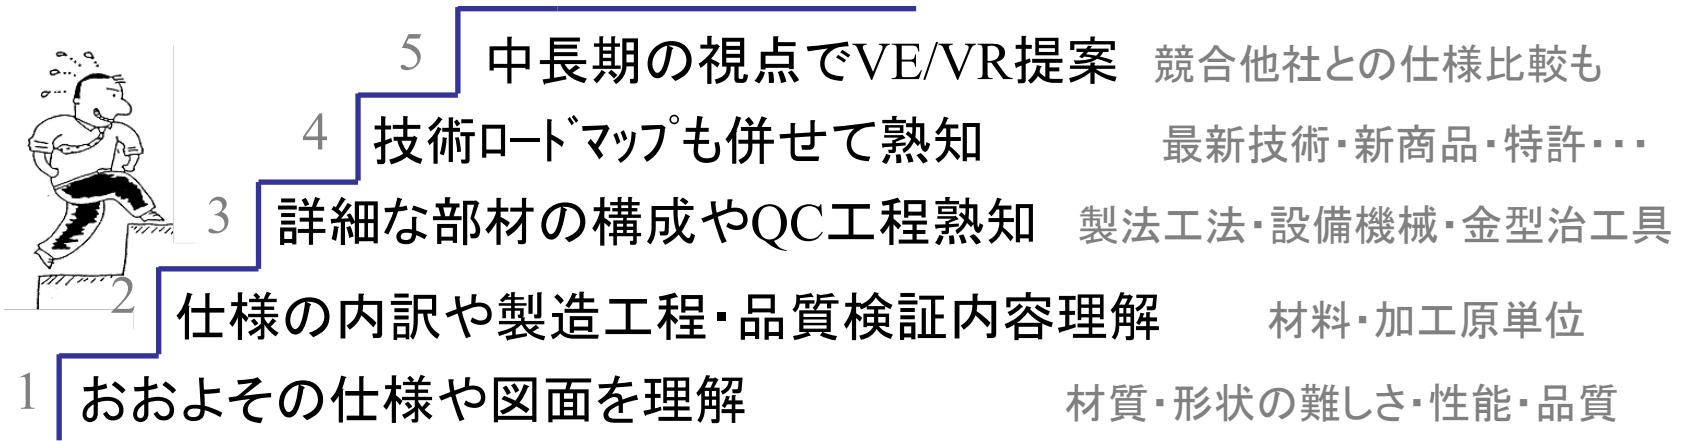 5 中長期の視点でVE/VR提案 競合他社との仕様比較も
4 技術ﾛｰﾄﾞﾏｯﾌﾟも併せて熟知 最新技術・新商品・特許・・・
3 詳細な部材の構成やQC工程熟知 製法工法・設備機械・金型治工具
2 仕様の内訳や製造工程・品質検証内容理解 材料・加工原単位
1 おおよその仕様や図面を理解 材質・形状の難しさ・性能・品質